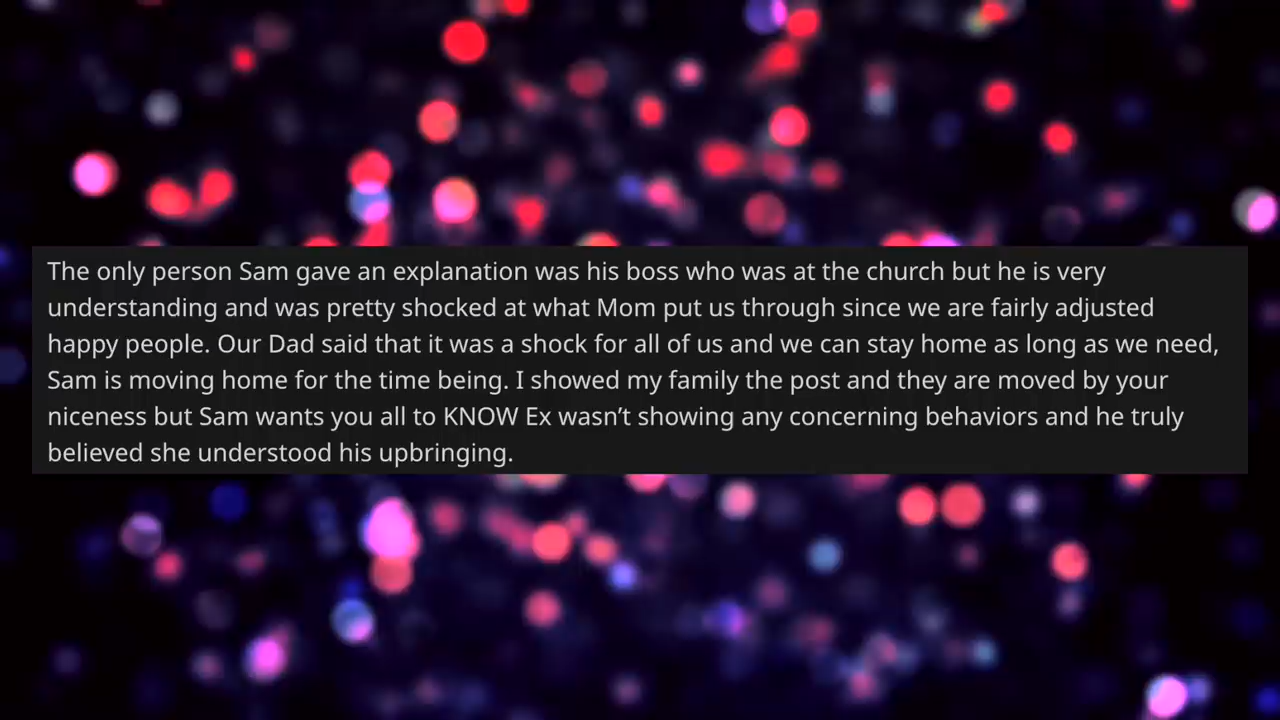 The only person Sam gave an explanation was his boss who was at the church but he is very
understanding and was pretty shocked at what Mom put us through since we are fairly adjusted
happy people. Our Dad said that it was a shock for all of us and we can stay home as long as we need,
Sam is moving home for the time being. I showed my family the post and they are moved by your
niceness but Sam wants you all to KNOW Ex wasn’t showing any concerning behaviors and he truly
believed she understood his upbringing.